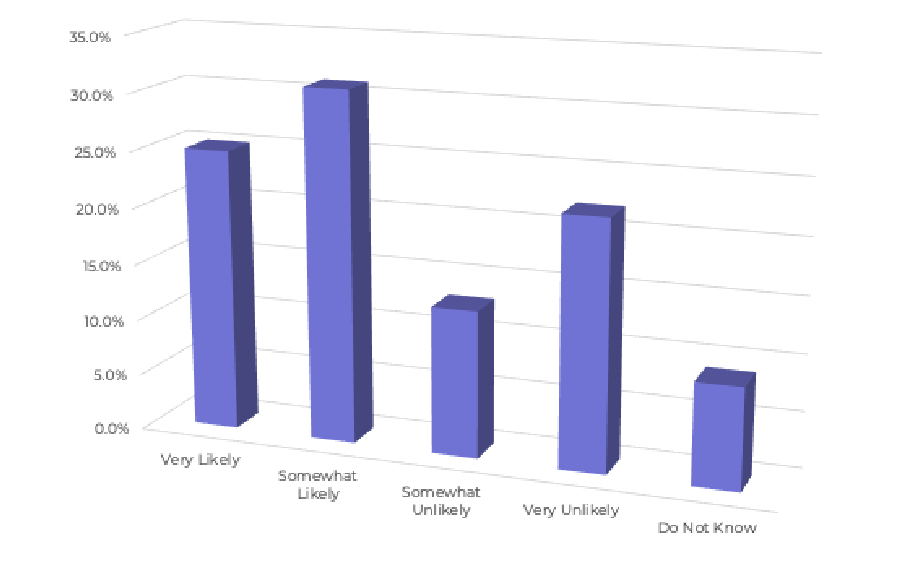 35.0%
30.0%
25.0%
20.0%
15.0%
10.0%
5.0%
0.0%
Very Likely
Somewhat
Likely
Somewhat
Unlikely
Very Unlikely
Do Not Know